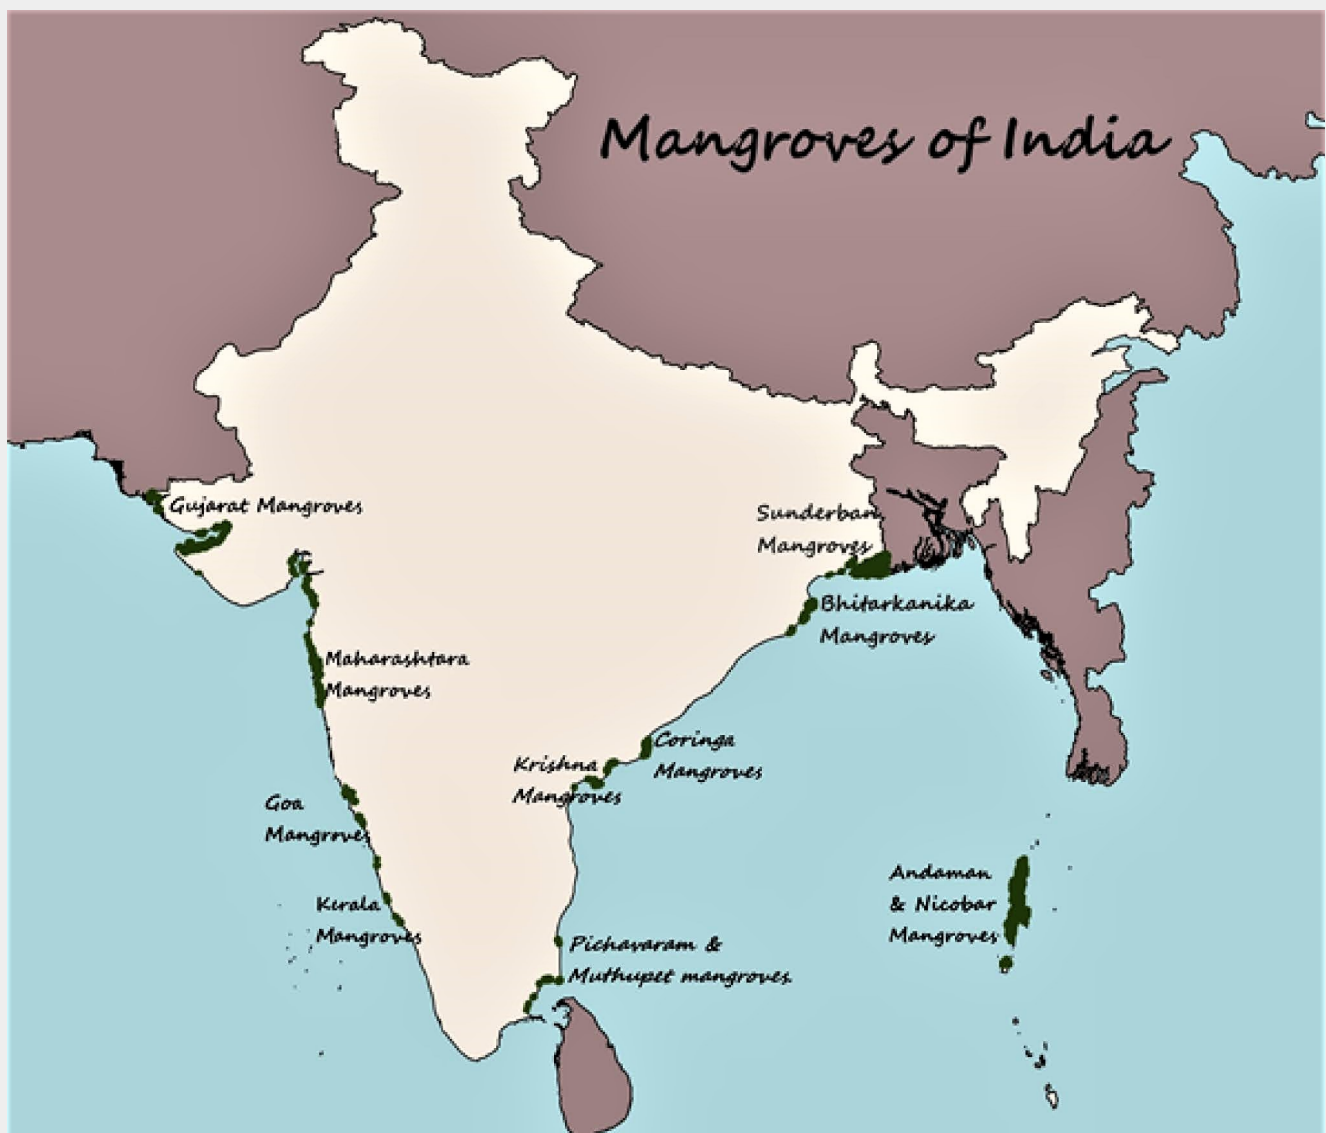 Mangroves of India
Gujarat Mangroves
Sunderban
Mangroves
Bhitarkanika
Mangroves
Maharashtara
Mangroves
Coringa
Mangroves
Krishna
Mangroves
Goa
Mangroves
Andaman
& Nicobar
Mangroves
Kerala
Mangroves
Pichavaram &
Muthupet mangroves